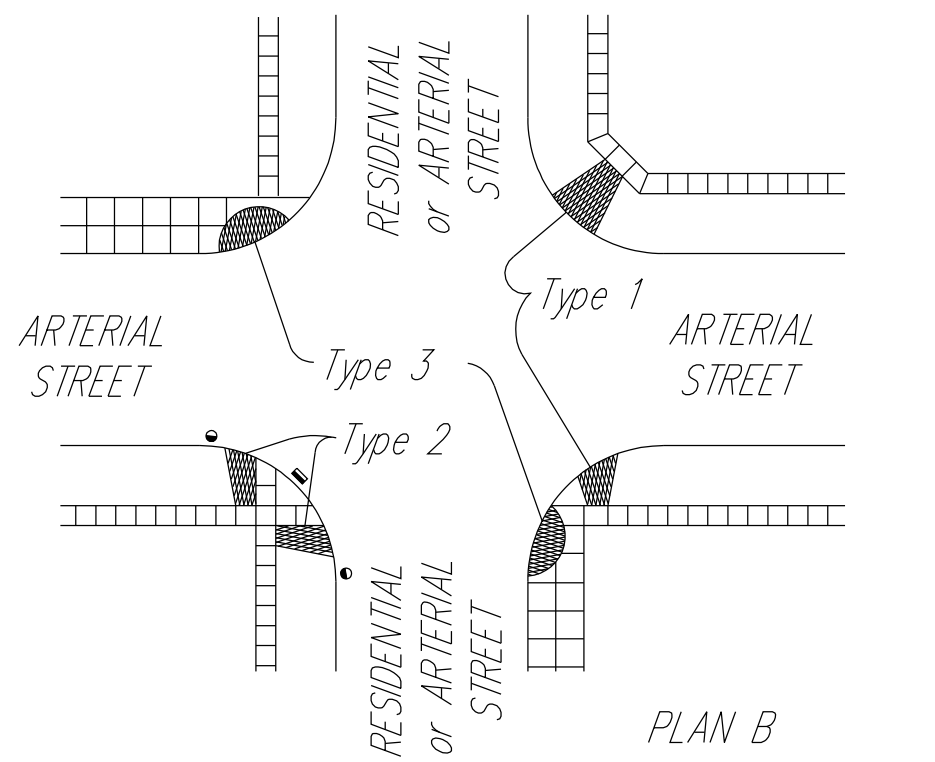 RESIDENTIAL
or ARTERIAL
STREET
Type 1
ARTERIAL
STREET
ARTERIAL
STREET
Type 3
Type 2
RESIDENTIAL
or ARTERIAL
STREET
PLAN B